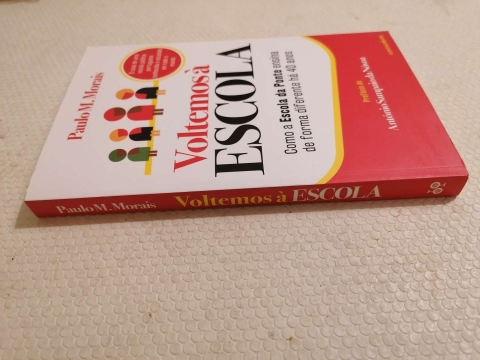 Paulo M. Morais
Voltemos à
ESCOLA
Como a Escola da Ponte ensina
de forma diferente há 40 anos
Prefácio de
António Sampaio da Nóvoa
Paulo M. Morais Voltemos à ESCOLA